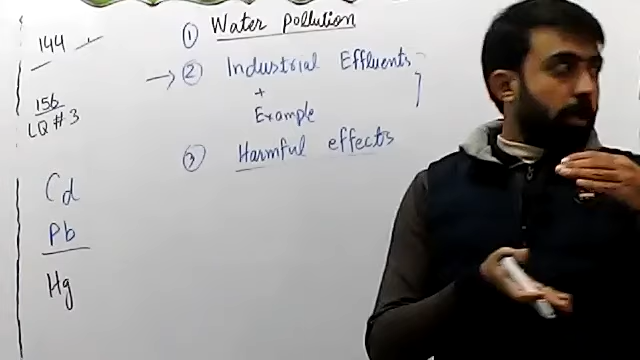 144
156
LQ # 3
Cd
Pb
Hg
① Water Pollution
→ ② Industrial Effluents
+
Example
③ Harmful effects